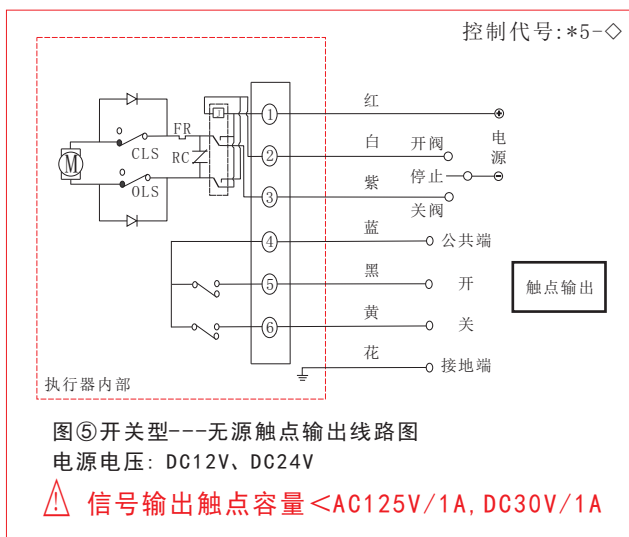 控制代号:*5-◇
红
①
FR
J
白
开阀
电源
M
CLS
RC
②
停止
紫
OLS
③
关阀
蓝
④
公共端
黑
⑤
开
触点输出
黄
⑥
关
花
接地端
执行器内部
图⑤开关型---无源触点输出线路图
电源电压: DC12V、DC24V
! 信号输出触点容量<AC125V/1A,DC30V/1A